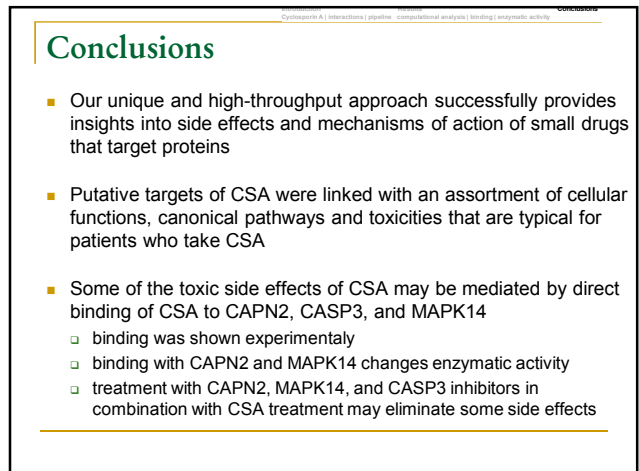 Introduction Results Conclusions
Cyclosporin A | interactions | pipeline computational analysis | binding | enzymatic activity
Conclusions
Our unique and high-throughput approach successfully provides
insights into side effects and mechanisms of action of small drugs
that target proteins
Putative targets of CSA were linked with an assortment of cellular
functions, canonical pathways and toxicities that are typical for
patients who take CSA
Some of the toxic side effects of CSA may be mediated by direct
binding of CSA to CAPN2, CASP3, and MAPK14
binding was shown experimentaly
binding with CAPN2 and MAPK14 changes enzymatic activity
treatment with CAPN2, MAPK14, and CASP3 inhibitors in
combination with CSA treatment may eliminate some side effects